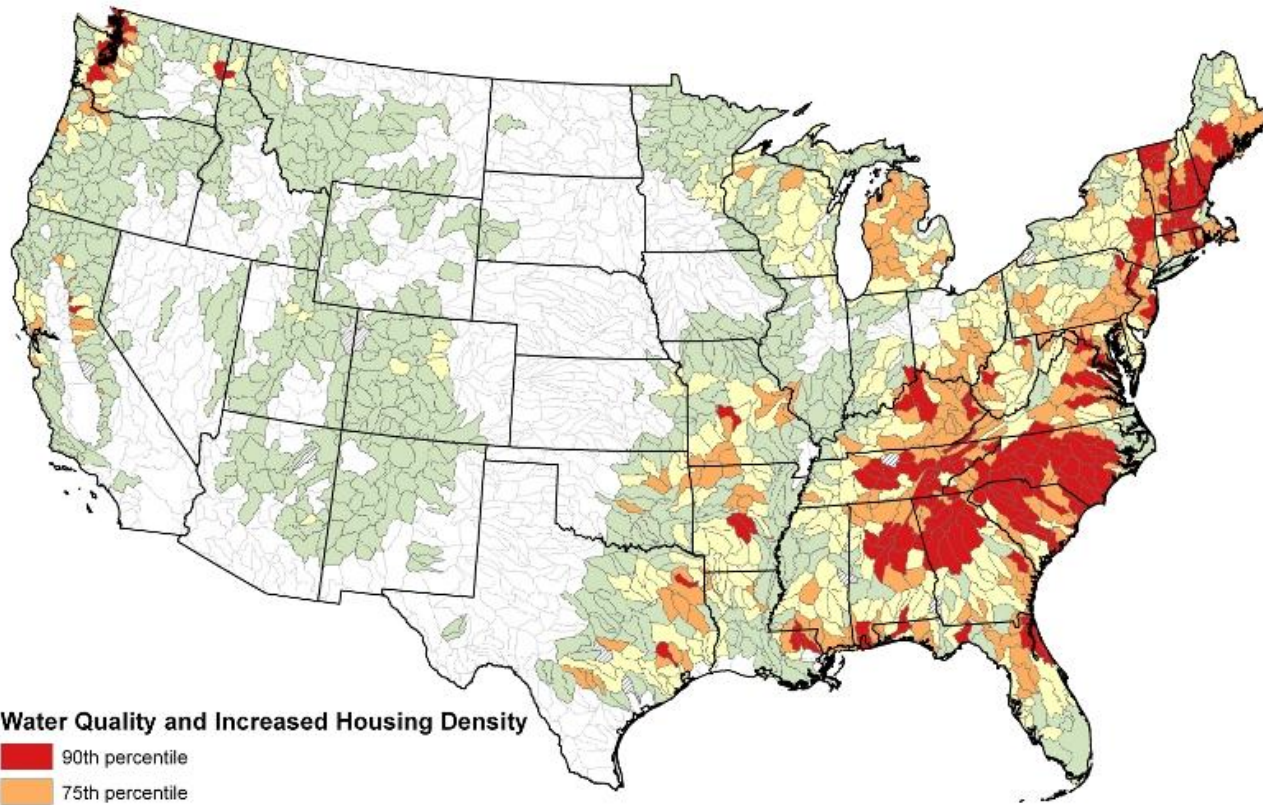 Water Quality and Increased Housing Density
90th percentile
75th percentile